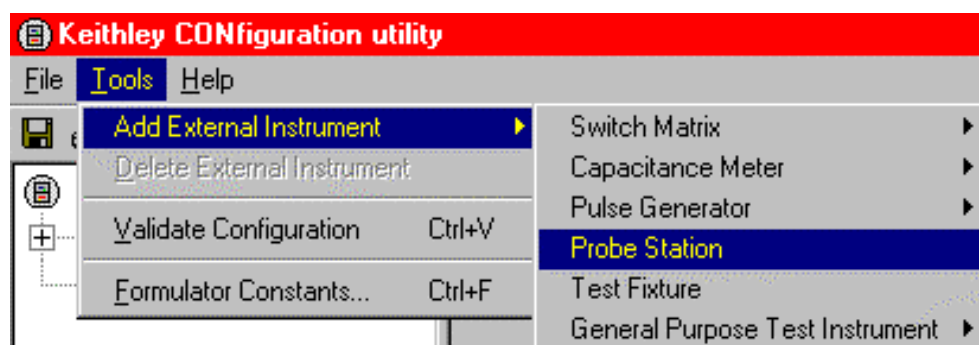 Keithley CONfiguration utility
File Tools Help
Add External Instrument
Delete External Instrument
Validate Configuration Ctrl+V
Formulator Constants... Ctrl+F
Switch Matrix
Capacitance Meter
Pulse Generator
Probe Station
Test Fixture
General Purpose Test Instrument